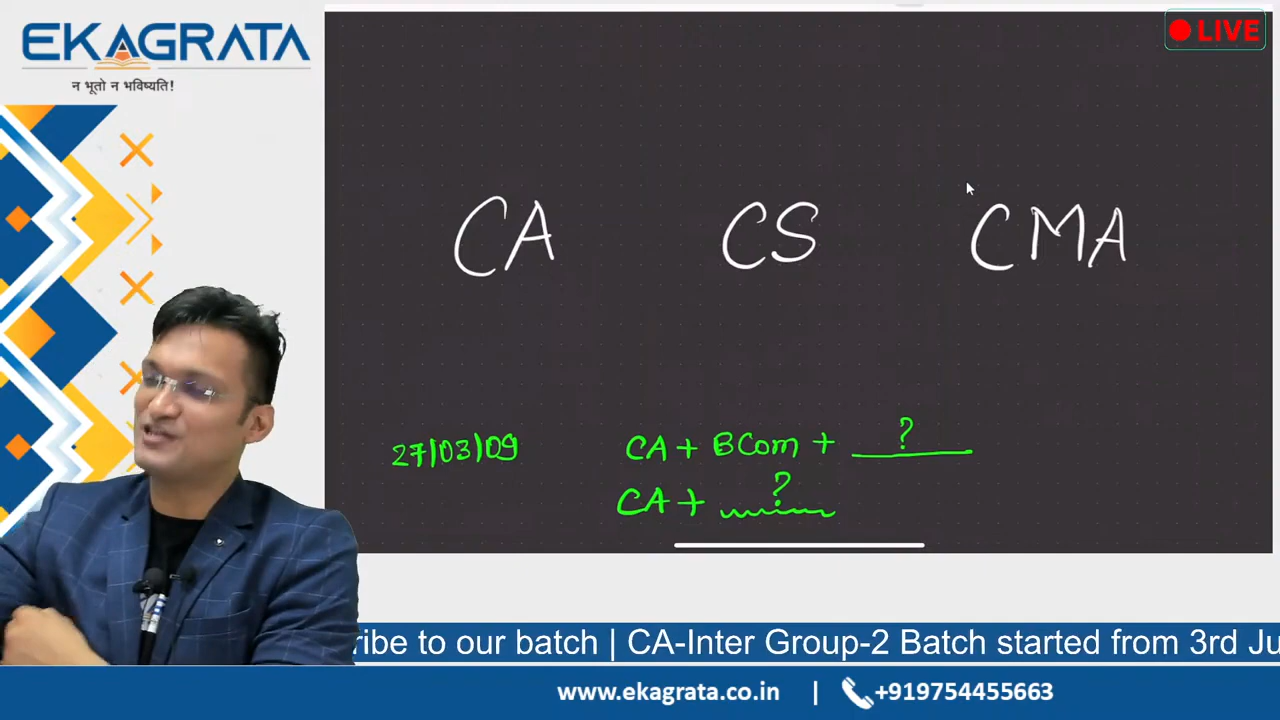 EKAGRATA
न भूतो न भविष्यति!
LIVE
CA CS CMA
27/03/09 CA + BCom + ?
CA + ?
ribe to our batch | CA-Inter Group-2 Batch started from 3rd Ju
www.ekagrata.co.in | +919754455663